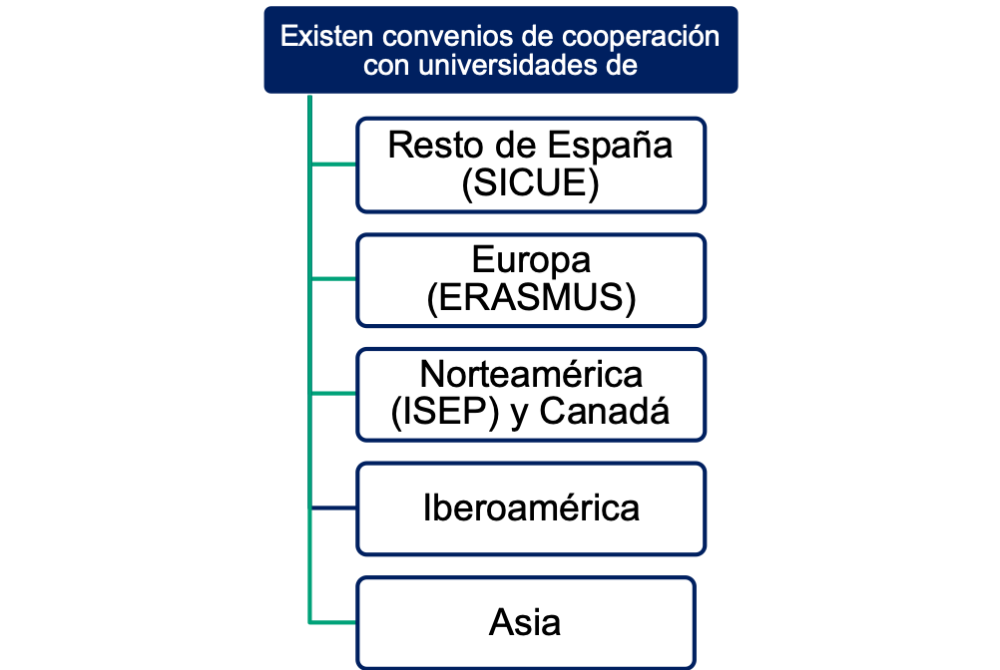 Existen convenios de cooperación
con universidades de
Resto de España
(SICUE)
Europa
(ERASMUS)
Norteamérica
(ISEP) y Canadá
Iberoamérica
Asia